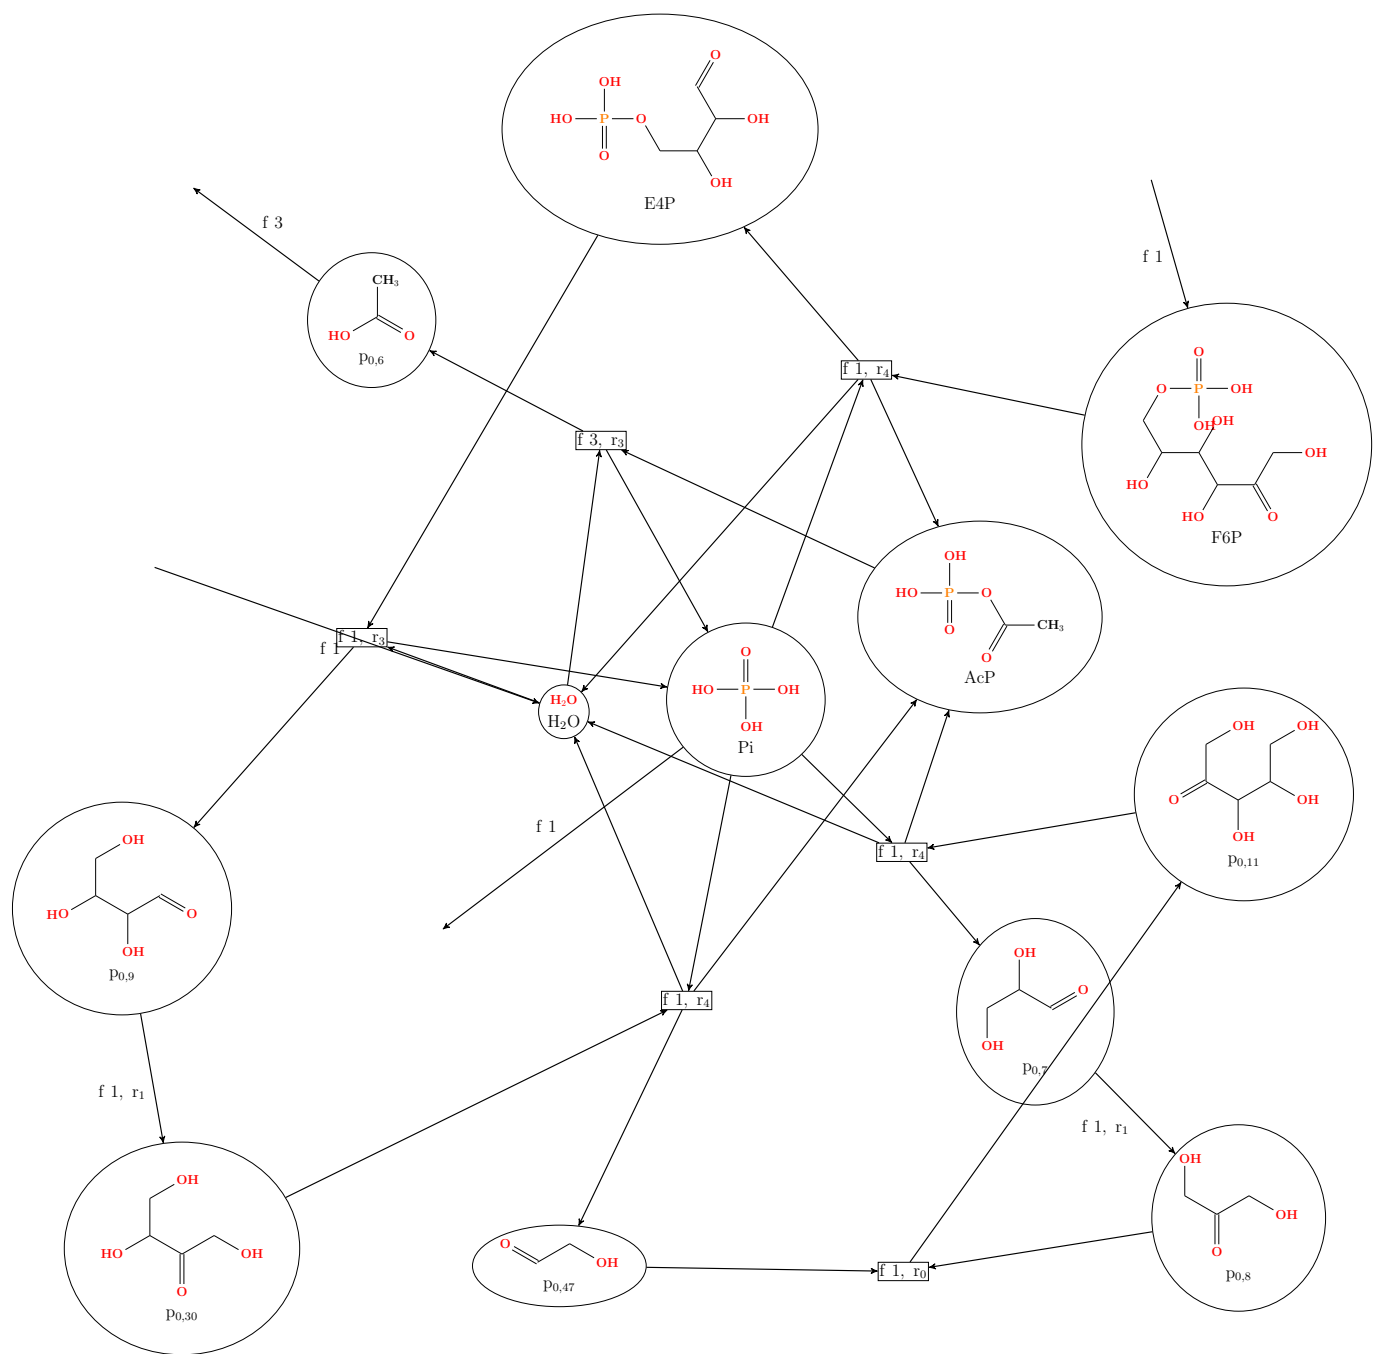 O
OH
HO P O OH
O
OH
E4P
f 3
f 1
CH₃
HO O
p₀,₆
O
O P OH
OH
OH
OH
HO
HO O
F6P
f 1, r₄
f 3, r₃
OH
HO P O
O CH₃
O
AcP
f 1, r₃
f 1
O
HO P OH
OH
Pi
H₂O
H₂O
OH OH
O OH
OH
p₀,₁₁
f 1
f 1, r₄
OH
HO O
OH
p₀,₉
OH
O
OH
p₀,₇
f 1, r₄
f 1, r₁
f 1, r₁
OH
OH
O
p₀,₈
OH
HO OH
O
p₀,₃₀
O
OH
p₀,₄₇
f 1, r₀